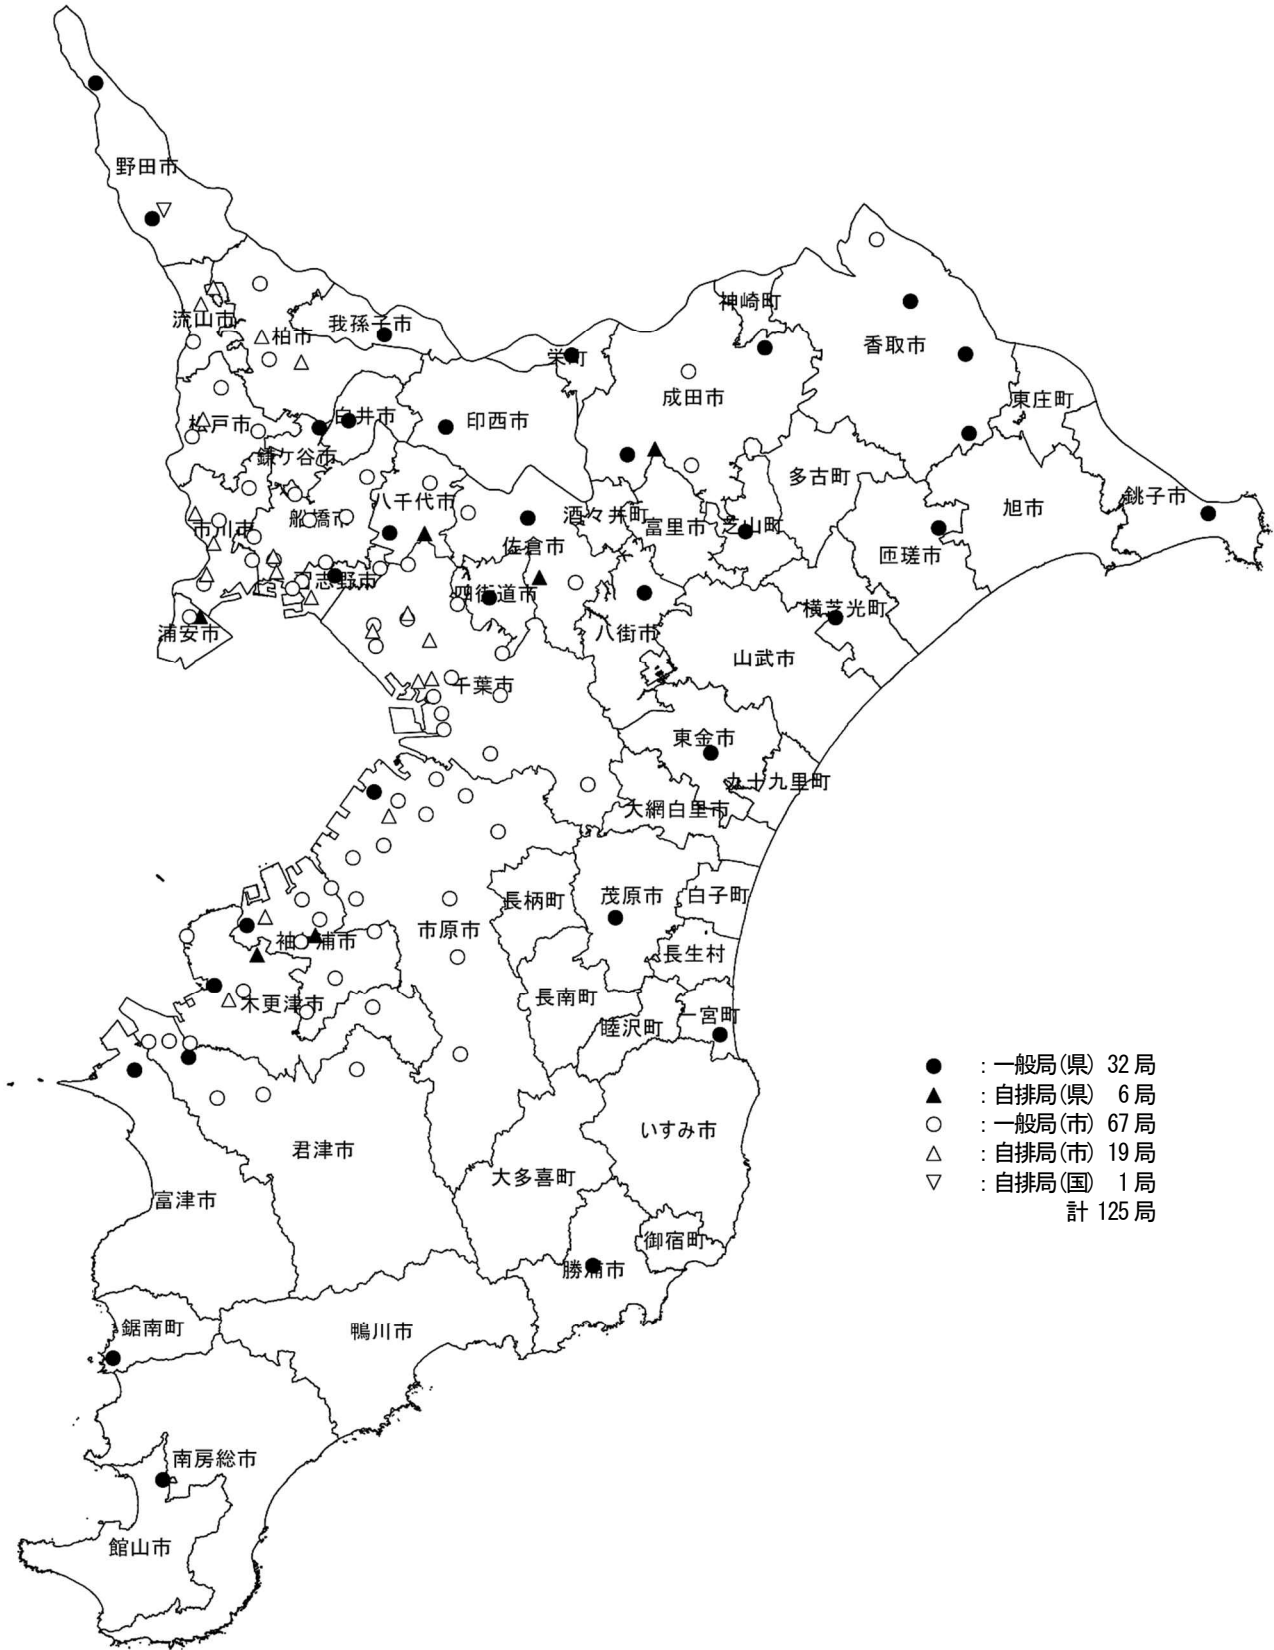 野田市
流山市
柏市
我孫子市
神崎町
栄町
香取市
成田市
東庄町
松戸市
白井市
印西市
鎌ケ谷市
多古町
銚子市
八千代市
旭市
市川市
船橋市
酒々井町
富里市
芝山町
佐倉市
匝瑳市
習志野市
四街道市
横芝光町
浦安市
八街市
山武市
千葉市
東金市
九十九里町
大網白里市
長柄町
茂原市
白子町
市原市
袖ケ浦市
長生村
長南町
木更津市
睦沢町
一宮町
：一般局(県) 32局
：自排局(県) 6局
：一般局(市) 67局
：自排局(市) 19局
：自排局(国) 1局
計 125局
いすみ市
君津市
大多喜町
富津市
御宿町
勝浦市
鋸南町
鴨川市
南房総市
館山市